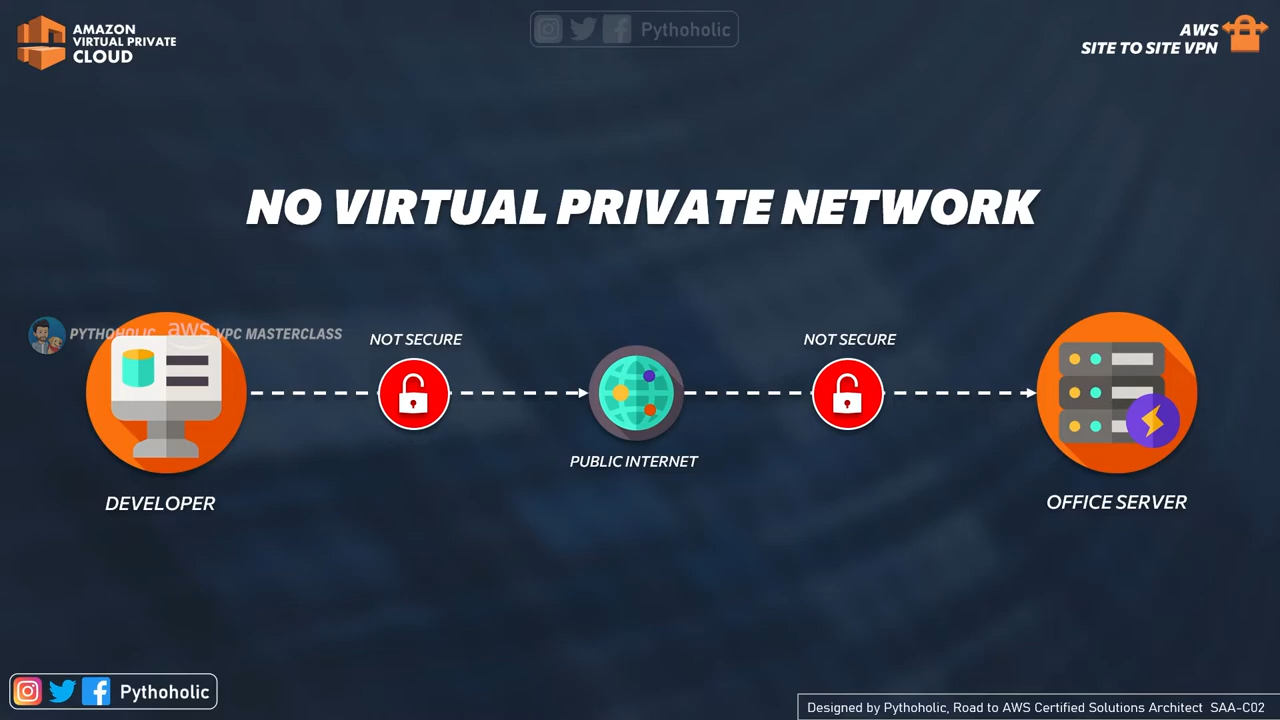 AMAZON
VIRTUAL PRIVATE
CLOUD
Pythoholic
AWS
SITE TO SITE VPN
NO VIRTUAL PRIVATE NETWORK
PYTHOHOLIC aws VPC MASTERCLASS
NOT SECURE
NOT SECURE
PUBLIC INTERNET
DEVELOPER
OFFICE SERVER
Pythoholic
Designed by Pythoholic, Road to AWS Certified Solutions Architect SAA-C02